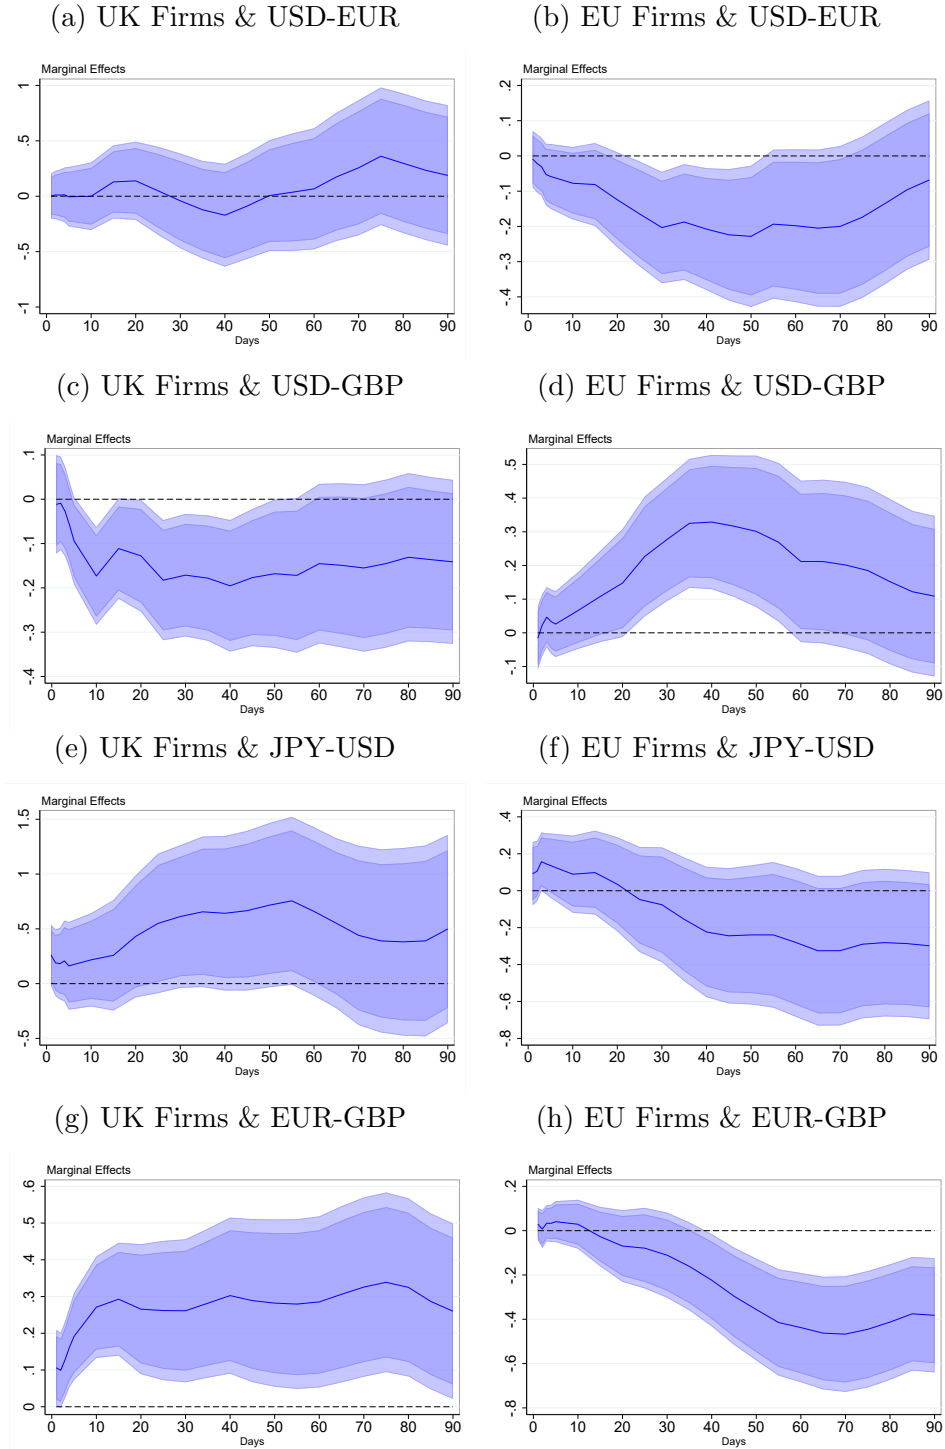 (a) UK Firms & USD-EUR
Marginal Effects
1
.5
0
-.5
-1
0 10 20 30 40 50 60 70 80 90
Days
(b) EU Firms & USD-EUR
Marginal Effects
.2
.1
0
-.1
-.2
-.3
-.4
0 10 20 30 40 50 60 70 80 90
Days
(c) UK Firms & USD-GBP
Marginal Effects
.1
0
-.1
-.2
-.3
-.4
0 10 20 30 40 50 60 70 80 90
Days
(d) EU Firms & USD-GBP
Marginal Effects
.5
.4
.3
.2
.1
0
-.1
0 10 20 30 40 50 60 70 80 90
Days
(e) UK Firms & JPY-USD
Marginal Effects
1.5
1
.5
0
-.5
0 10 20 30 40 50 60 70 80 90
Days
(f) EU Firms & JPY-USD
Marginal Effects
.4
.2
0
-.2
-.4
-.6
-.8
0 10 20 30 40 50 60 70 80 90
Days
(g) UK Firms & EUR-GBP
Marginal Effects
.6
.5
.4
.3
.2
.1
0
0 10 20 30 40 50 60 70 80 90
Days
(h) EU Firms & EUR-GBP
Marginal Effects
.2
0
-.2
-.4
-.6
-.8
0 10 20 30 40 50 60 70 80 90
Days